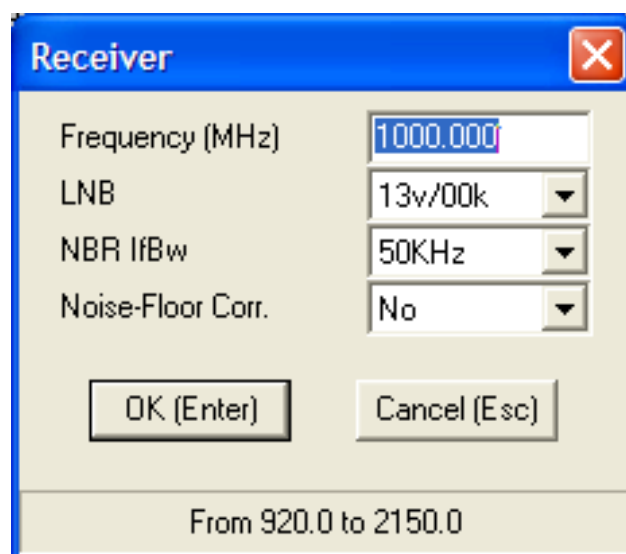 Receiver
Frequency (MHz) 1000.000
LNB 13v/00k
NBR IfBw 50KHz
Noise-Floor Corr. No
OK (Enter) Cancel (Esc)
From 920.0 to 2150.0